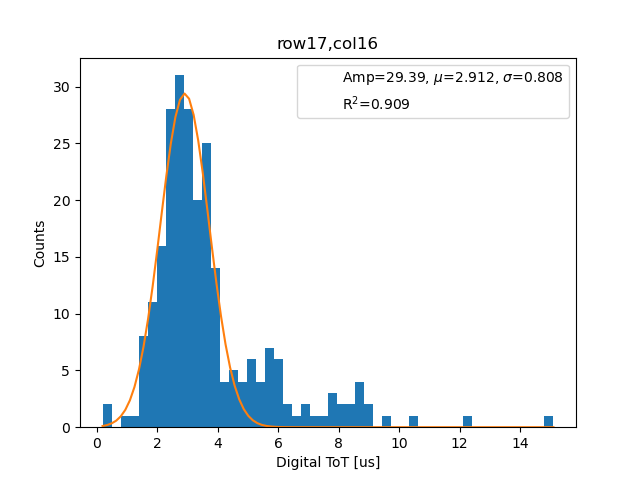 row17,col16
Amp=29.39, μ=2.912, σ=0.808
R²=0.909
Counts
30
25
20
15
10
5
0
0 2 4 6 8 10 12 14
Digital ToT [us]